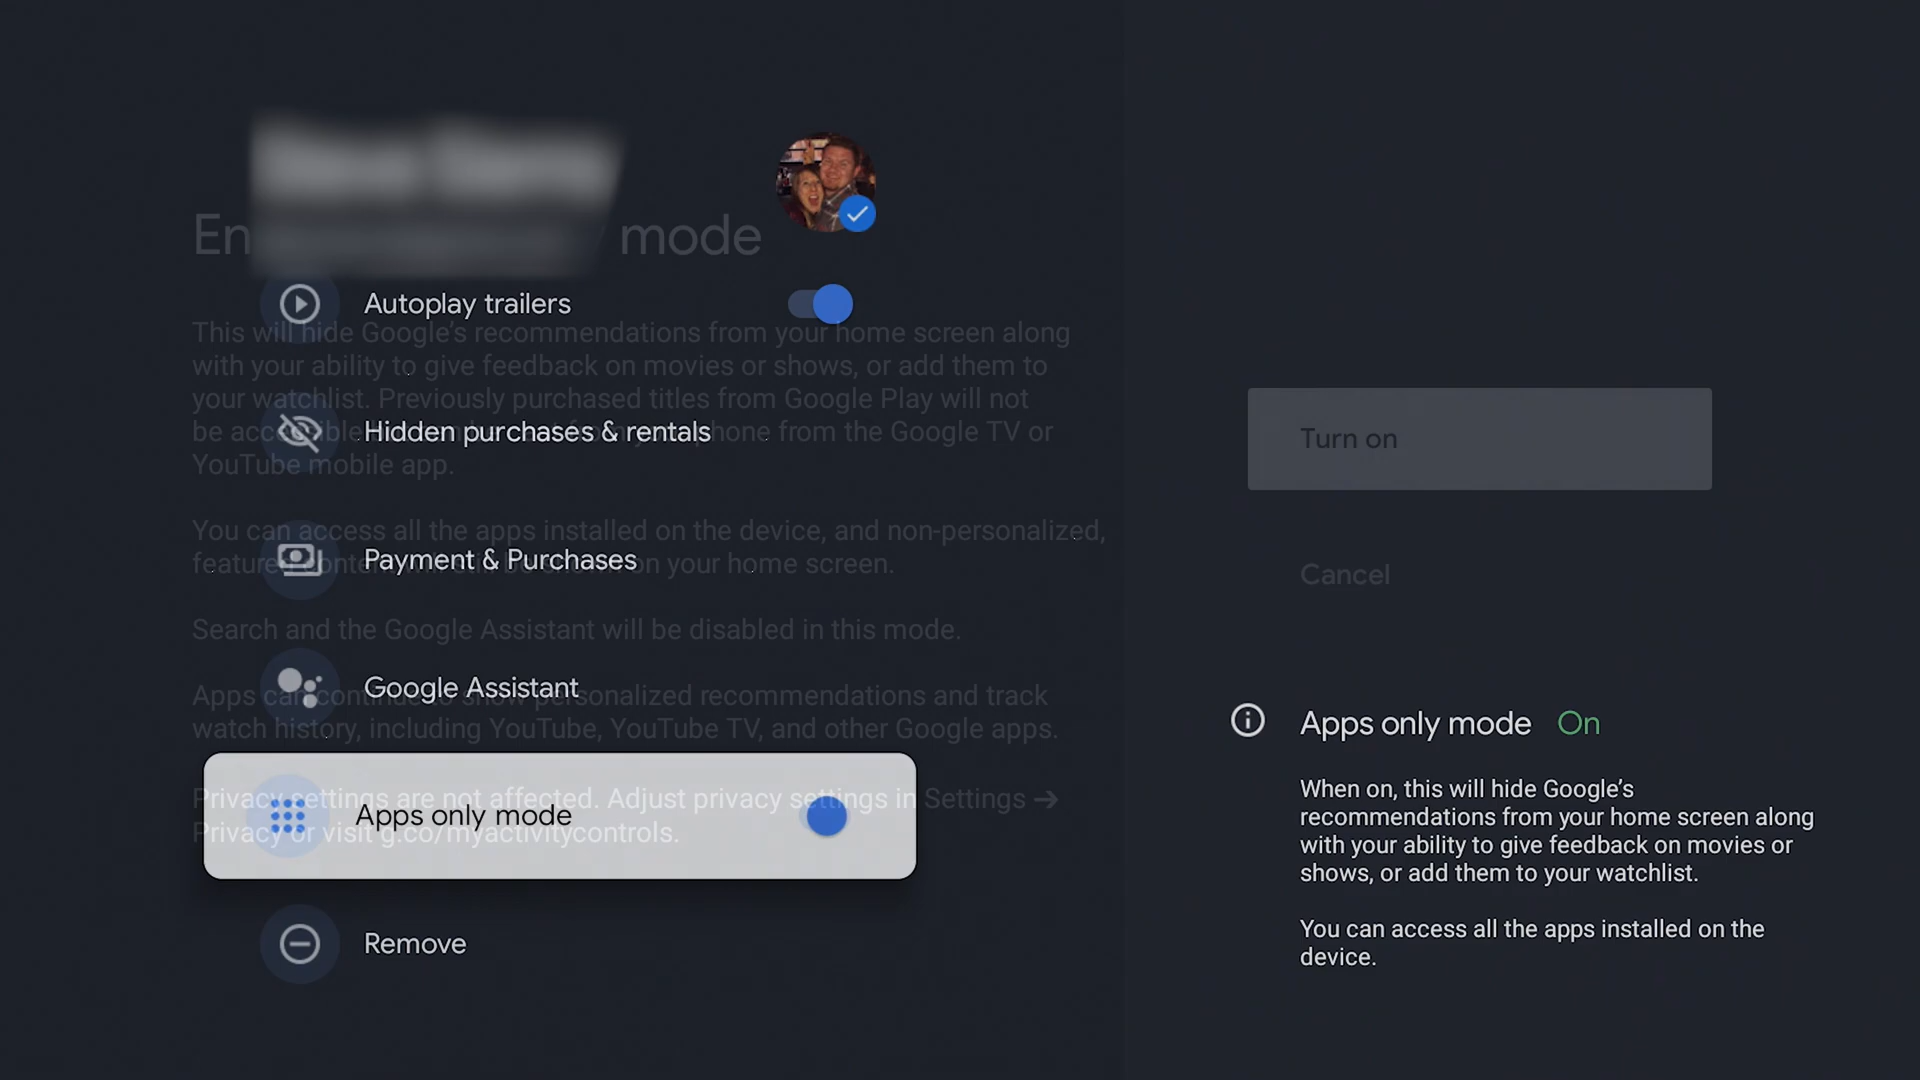 En mode
Autoplay trailers
This will hide Google's recommendations from your home screen along
with your ability to give feedback on movies or shows, or add them to
your watchlist. Previously purchased titles from Google Play will not
Hidden purchases & rentals
phone from the Google TV or
YouTube mobile app.
You can access all the apps installed on the device, and non-personalized,
Payment & Purchases
on your home screen.
Search and the Google Assistant will be disabled in this mode.
Google Assistant
Apps can continue to show personalized recommendations and track
watch history, including YouTube, YouTube TV, and other Google apps.
Privacy settings are not affected. Adjust privacy settings in Settings →
Apps only mode
Privacy or visit g.co/myactivitycontrols.
Remove
Turn on
Cancel
Apps only mode On
When on, this will hide Google's
recommendations from your home screen along
with your ability to give feedback on movies or
shows, or add them to your watchlist.
You can access all the apps installed on the
device.